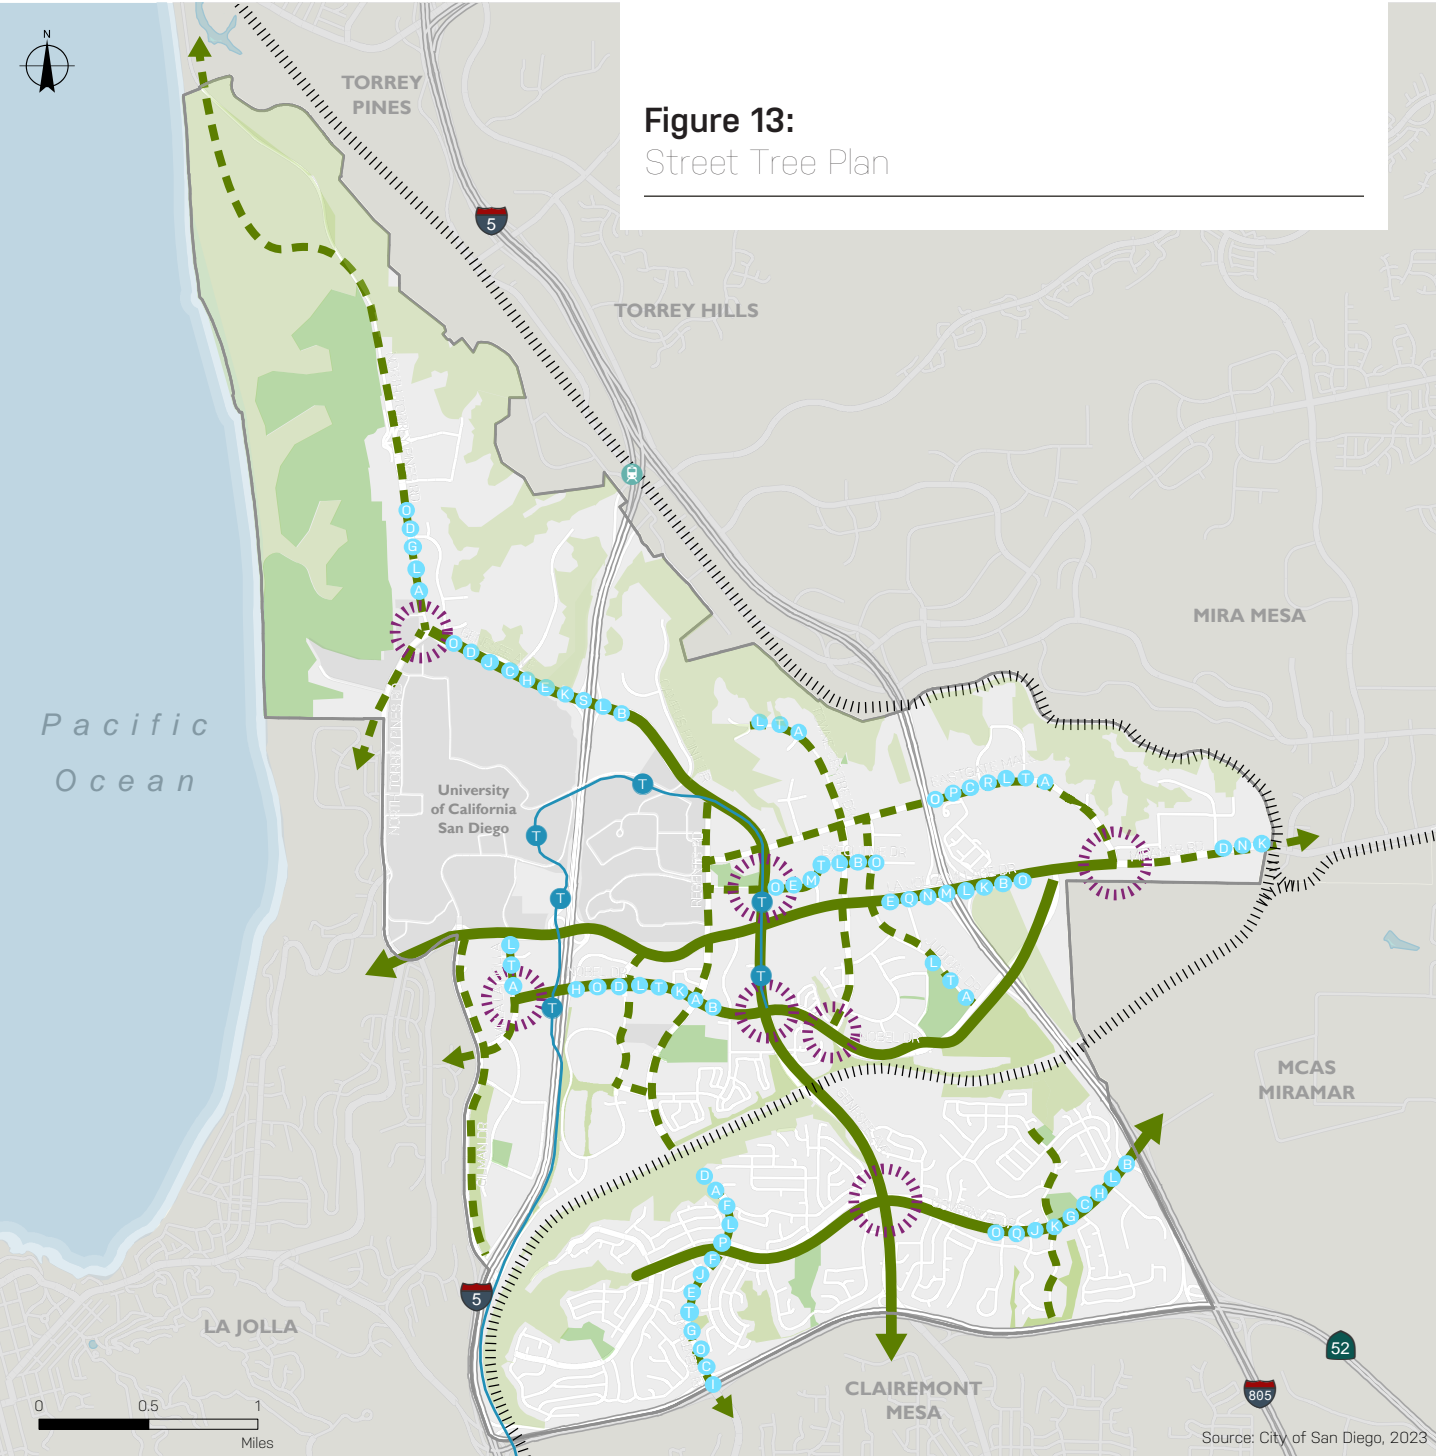 N
TORREY
PINES
Figure 13:
Street Tree Plan
5
TORREY HILLS
MIRA MESA
O
D
G
L
A
O D J C H E K S L B
Pacific
Ocean
University
of California
San Diego
T
T
T
T
T
T
L T A
O P C R L T A
D N K
O E M T L B O
E Q N M L K B O
L
T
A
H O D L T K A B
L
T
A
GILMAN DR
MCAS
MIRAMAR
D
A
F
L
P
F
J
E
T
G
O
C
I
O Q J K G C H L B
5
LA JOLLA
CLAIREMONT
MESA
52
805
0 0.5 1
Miles
Source: City of San Diego, 2023